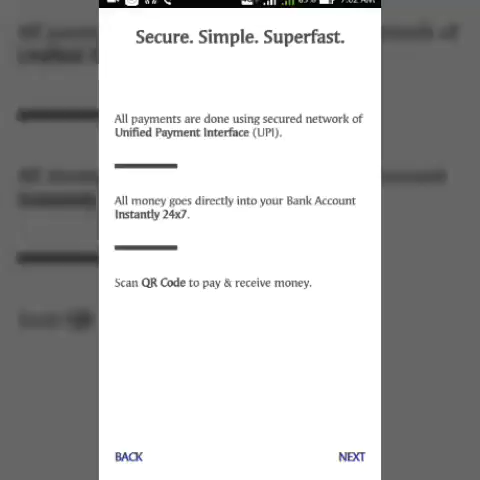 Secure. Simple. Superfast.
All payments are done using secured network of
Unified Payment Interface (UPI).
All money goes directly into your Bank Account
Instantly 24x7.
Scan QR Code to pay & receive money.
BACK
NEXT